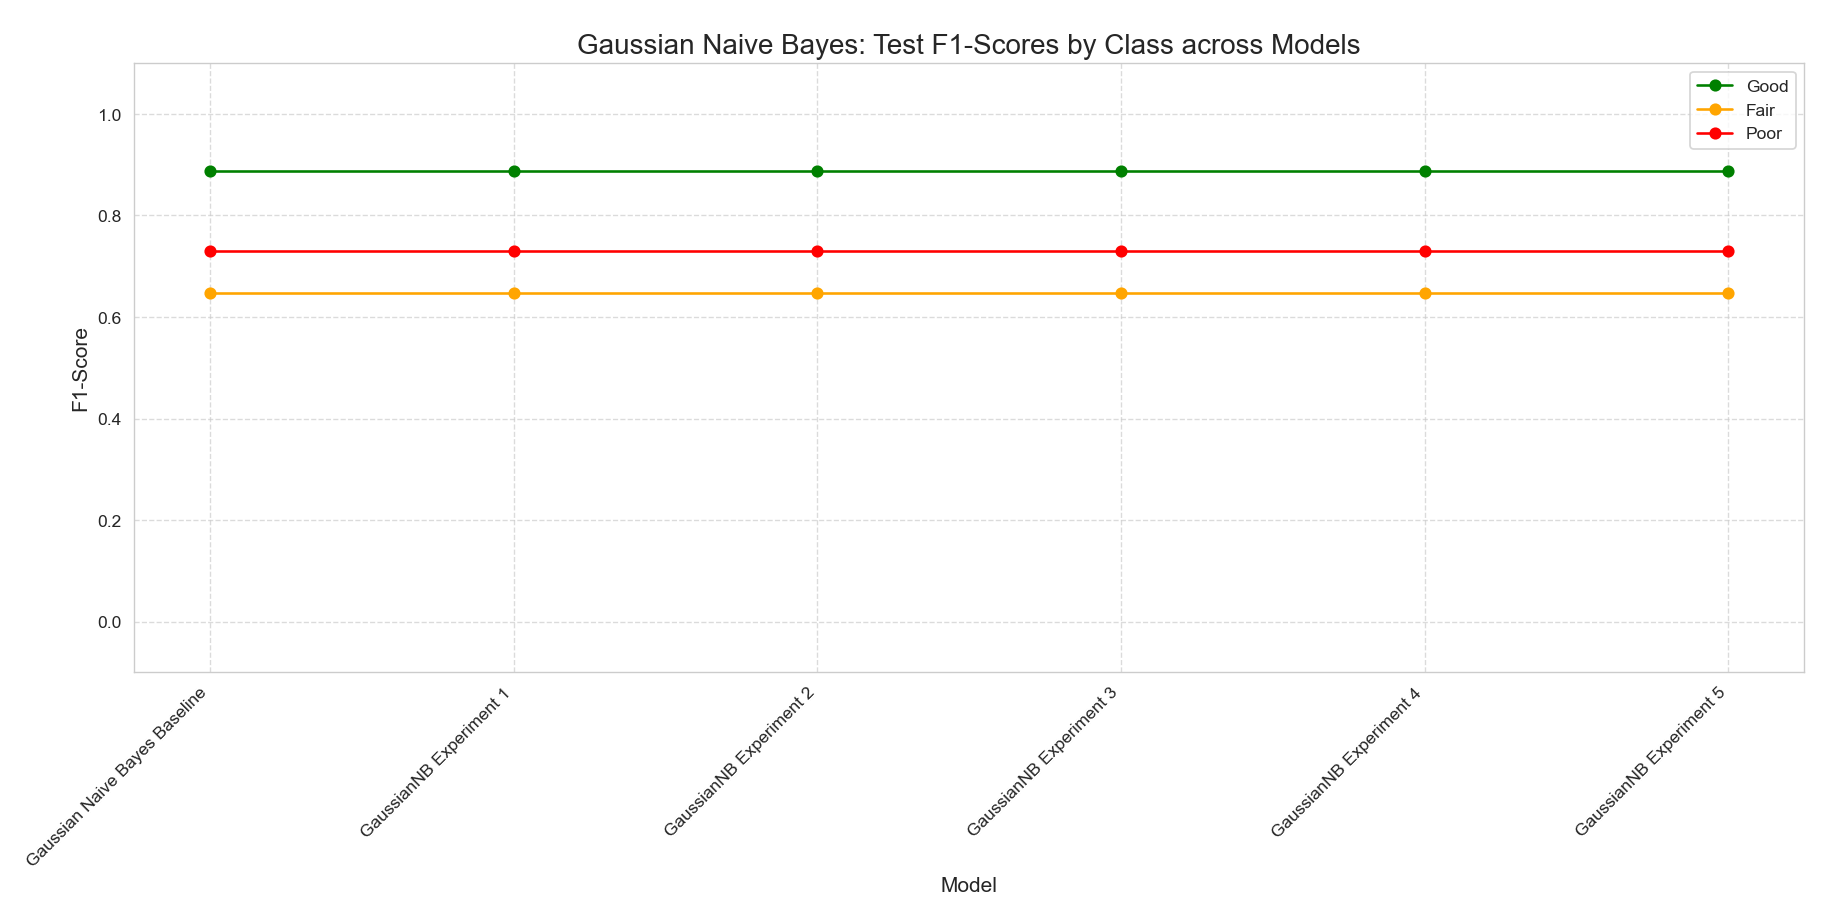 Gaussian Naive Bayes: Test F1-Scores by Class across Models
Good
Fair
Poor
1.0
0.8
0.6
0.4
0.2
0.0
F1-Score
Gaussian Naive Bayes Baseline
GaussianNB Experiment 1
GaussianNB Experiment 2
GaussianNB Experiment 3
GaussianNB Experiment 4
GaussianNB Experiment 5
Model